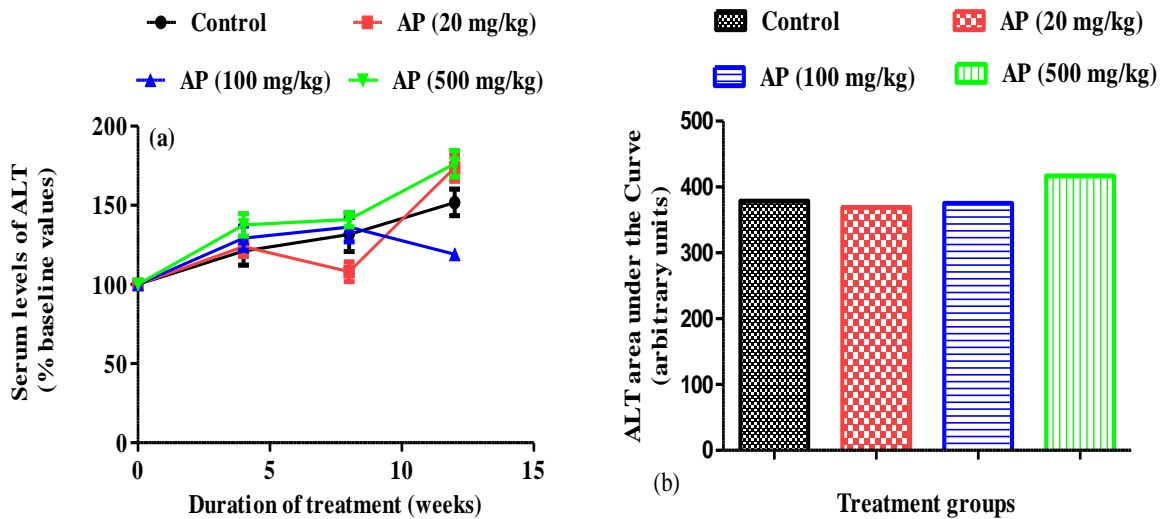 Control
AP (20 mg/kg)
AP (100 mg/kg)
AP (500 mg/kg)
(a)
Serum levels of ALT
(% baseline values)
200
150
100
50
0
0 5 10 15
Duration of treatment (weeks)
Control
AP (20 mg/kg)
AP (100 mg/kg)
AP (500 mg/kg)
ALT area under the Curve
(arbitrary units)
500
400
300
200
100
0
(b)
Treatment groups